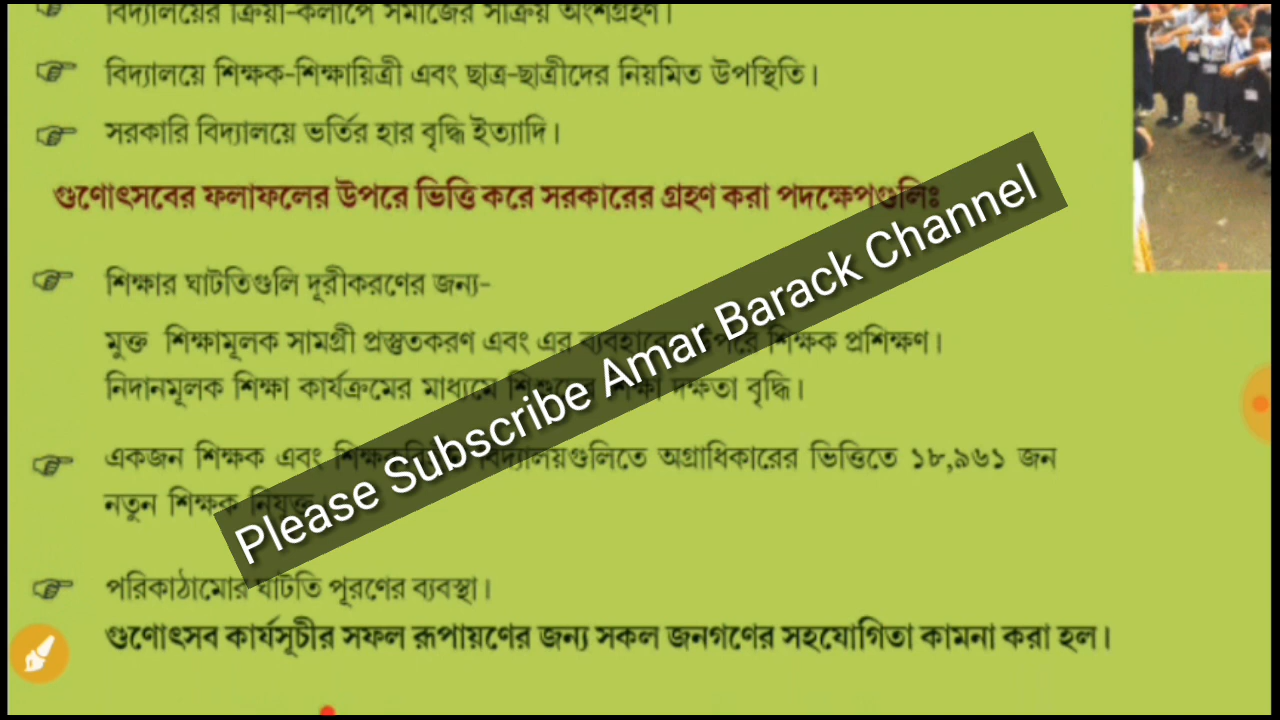 বিদ্যালয়ের ক্রিয়া-কলাপে সমাজের সক্রিয় অংশগ্রহণ।
বিদ্যালয়ে শিক্ষক-শিক্ষায়িত্রী এবং ছাত্র-ছাত্রীদের নিয়মিত উপস্থিতি।
সরকারি বিদ্যালয়ে ভর্তির হার বৃদ্ধি ইত্যাদি।
গুণোৎসবের ফলাফলের উপরে ভিত্তি করে সরকারের গ্রহণ করা পদক্ষেপগুলিঃ
শিক্ষার ঘাটতিগুলি দূরীকরণের জন্য-
মুক্ত শিক্ষামূলক সামগ্রী প্রস্তুতকরণ এবং এর ব্যবহারের উপরে শিক্ষক প্রশিক্ষণ।
নিদানমূলক শিক্ষা কার্যক্রমের মাধ্যমে শিশুদের শিক্ষা দক্ষতা বৃদ্ধি।
একজন শিক্ষক এবং বিদ্যালয়গুলিতে অগ্রাধিকারের ভিত্তিতে ১৮,৯৬১ জন
নতুন শিক্ষক নিযুক্ত।
পরিকাঠামোর ঘাটতি পূরণের ব্যবস্থা।
গুণোৎসব কার্যসূচীর সফল রূপায়ণের জন্য সকল জনগণের সহযোগিতা কামনা করা হল।
Please Subscribe Amar Barack Channel